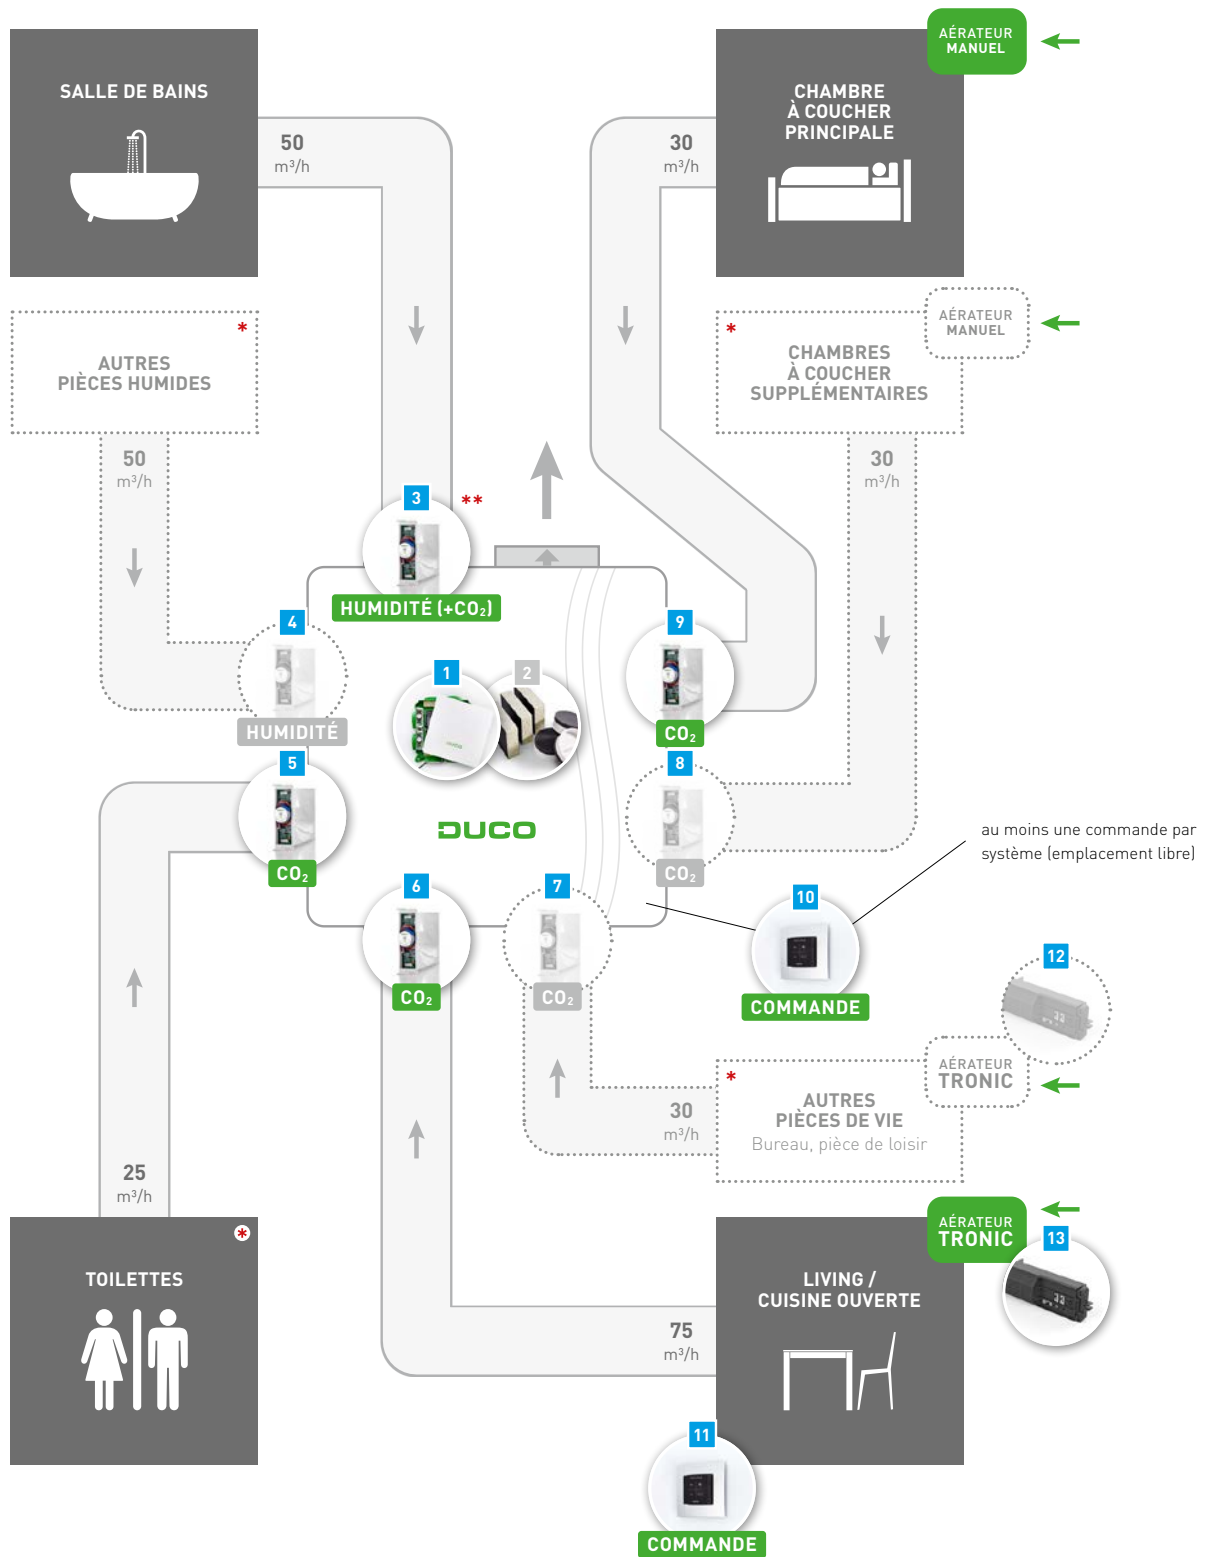 AÉRATEUR
MANUEL
SALLE DE BAINS
CHAMBRE
À COUCHER
PRINCIPALE
50
m³/h
30
m³/h
*
AUTRES
PIÈCES HUMIDES
AÉRATEUR
MANUEL
*
CHAMBRES
À COUCHER
SUPPLÉMENTAIRES
50
m³/h
30
m³/h
3
**
HUMIDITÉ (+CO₂)
4
HUMIDITÉ
9
CO₂
1
2
DUCO
5
CO₂
8
CO₂
DUCO
au moins une commande par
système (emplacement libre)
6
CO₂
7
CO₂
10
COMMANDE
12
AÉRATEUR
TRONIC
*
AUTRES
PIÈCES DE VIE
Bureau, pièce de loisir
30
m³/h
25
m³/h
*
TOILETTES
AÉRATEUR
TRONIC
13
LIVING /
CUISINE OUVERTE
75
m³/h
11
COMMANDE